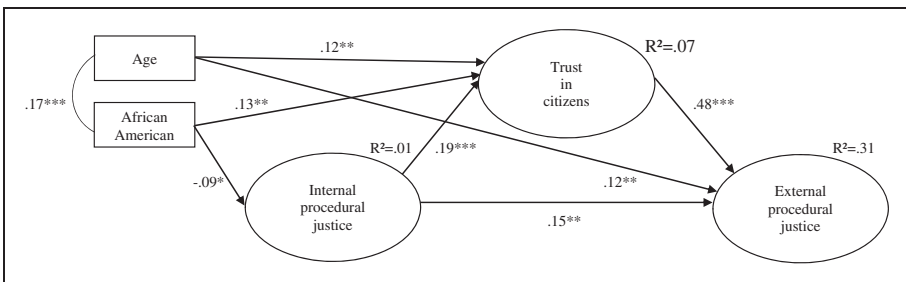 .12**
R²=.07
Age
Trust
in
citizens
.17***
.13**
.48***
African
American
R²=.01
.19***
R²=.31
-.09*
Internal
procedural
justice
.12**
External
procedural
justice
.15**